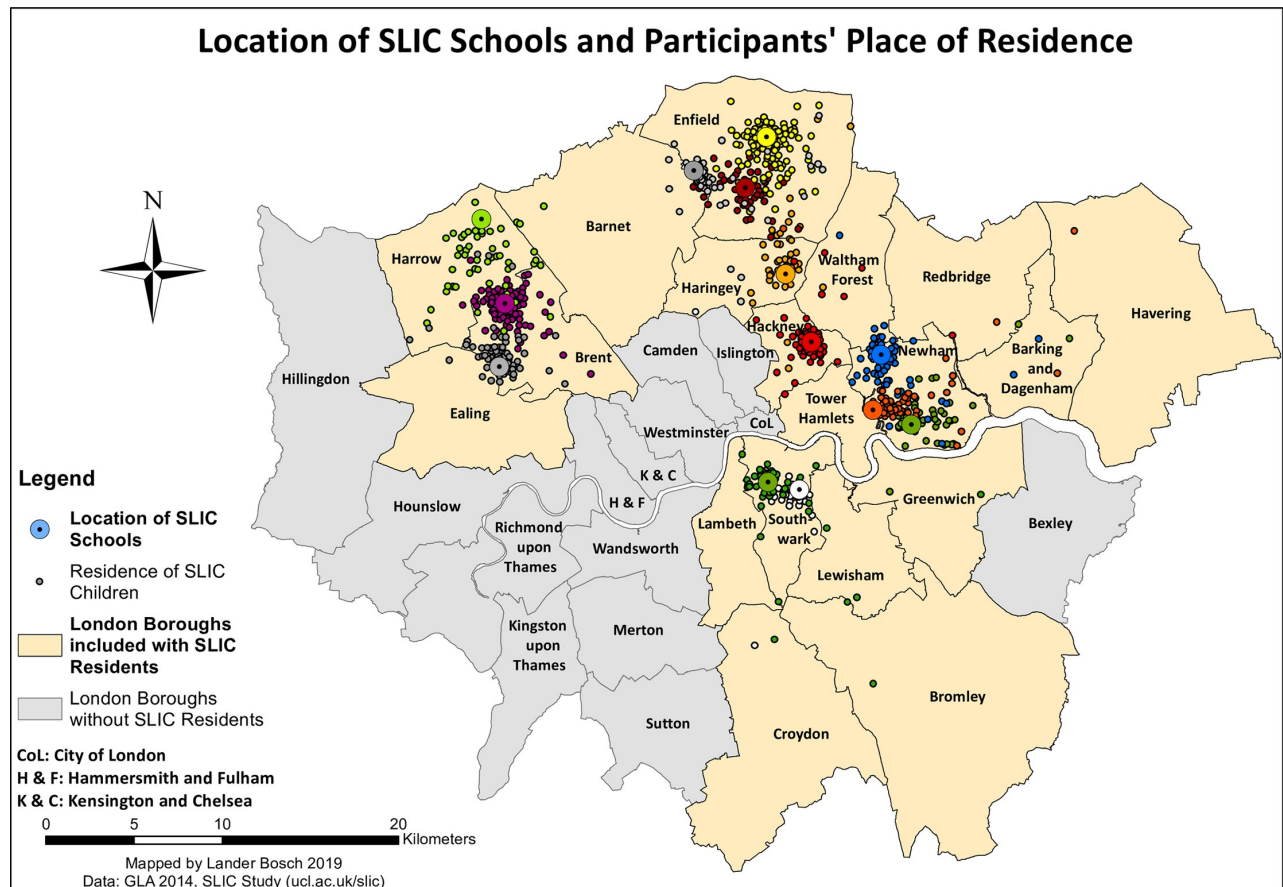 Location of SLIC Schools and Participants' Place of Residence
N
Enfield
Barnet
Harrow
Haringey
Waltham
Forest
Redbridge
Havering
Hackney
Camden
Islington
Brent
Newham
Barking
and
Dagenham
Hillingdon
Ealing
Tower
Hamlets
CoL
Westminster
K & C
H & F
Hounslow
Richmond
upon
Thames
Wandsworth
Lambeth
South-
wark
Greenwich
Bexley
Lewisham
Kingston
upon
Thames
Merton
Sutton
Croydon
Bromley
Legend
Location of SLIC
Schools
Residence of SLIC
Children
London Boroughs
included with SLIC
Residents
London Boroughs
without SLIC Residents
CoL: City of London
H & F: Hammersmith and Fulham
K & C: Kensington and Chelsea
0 5 10 20
Kilometers
Mapped by Lander Bosch 2019
Data: GLA 2014, SLIC Study (ucl.ac.uk/slic)